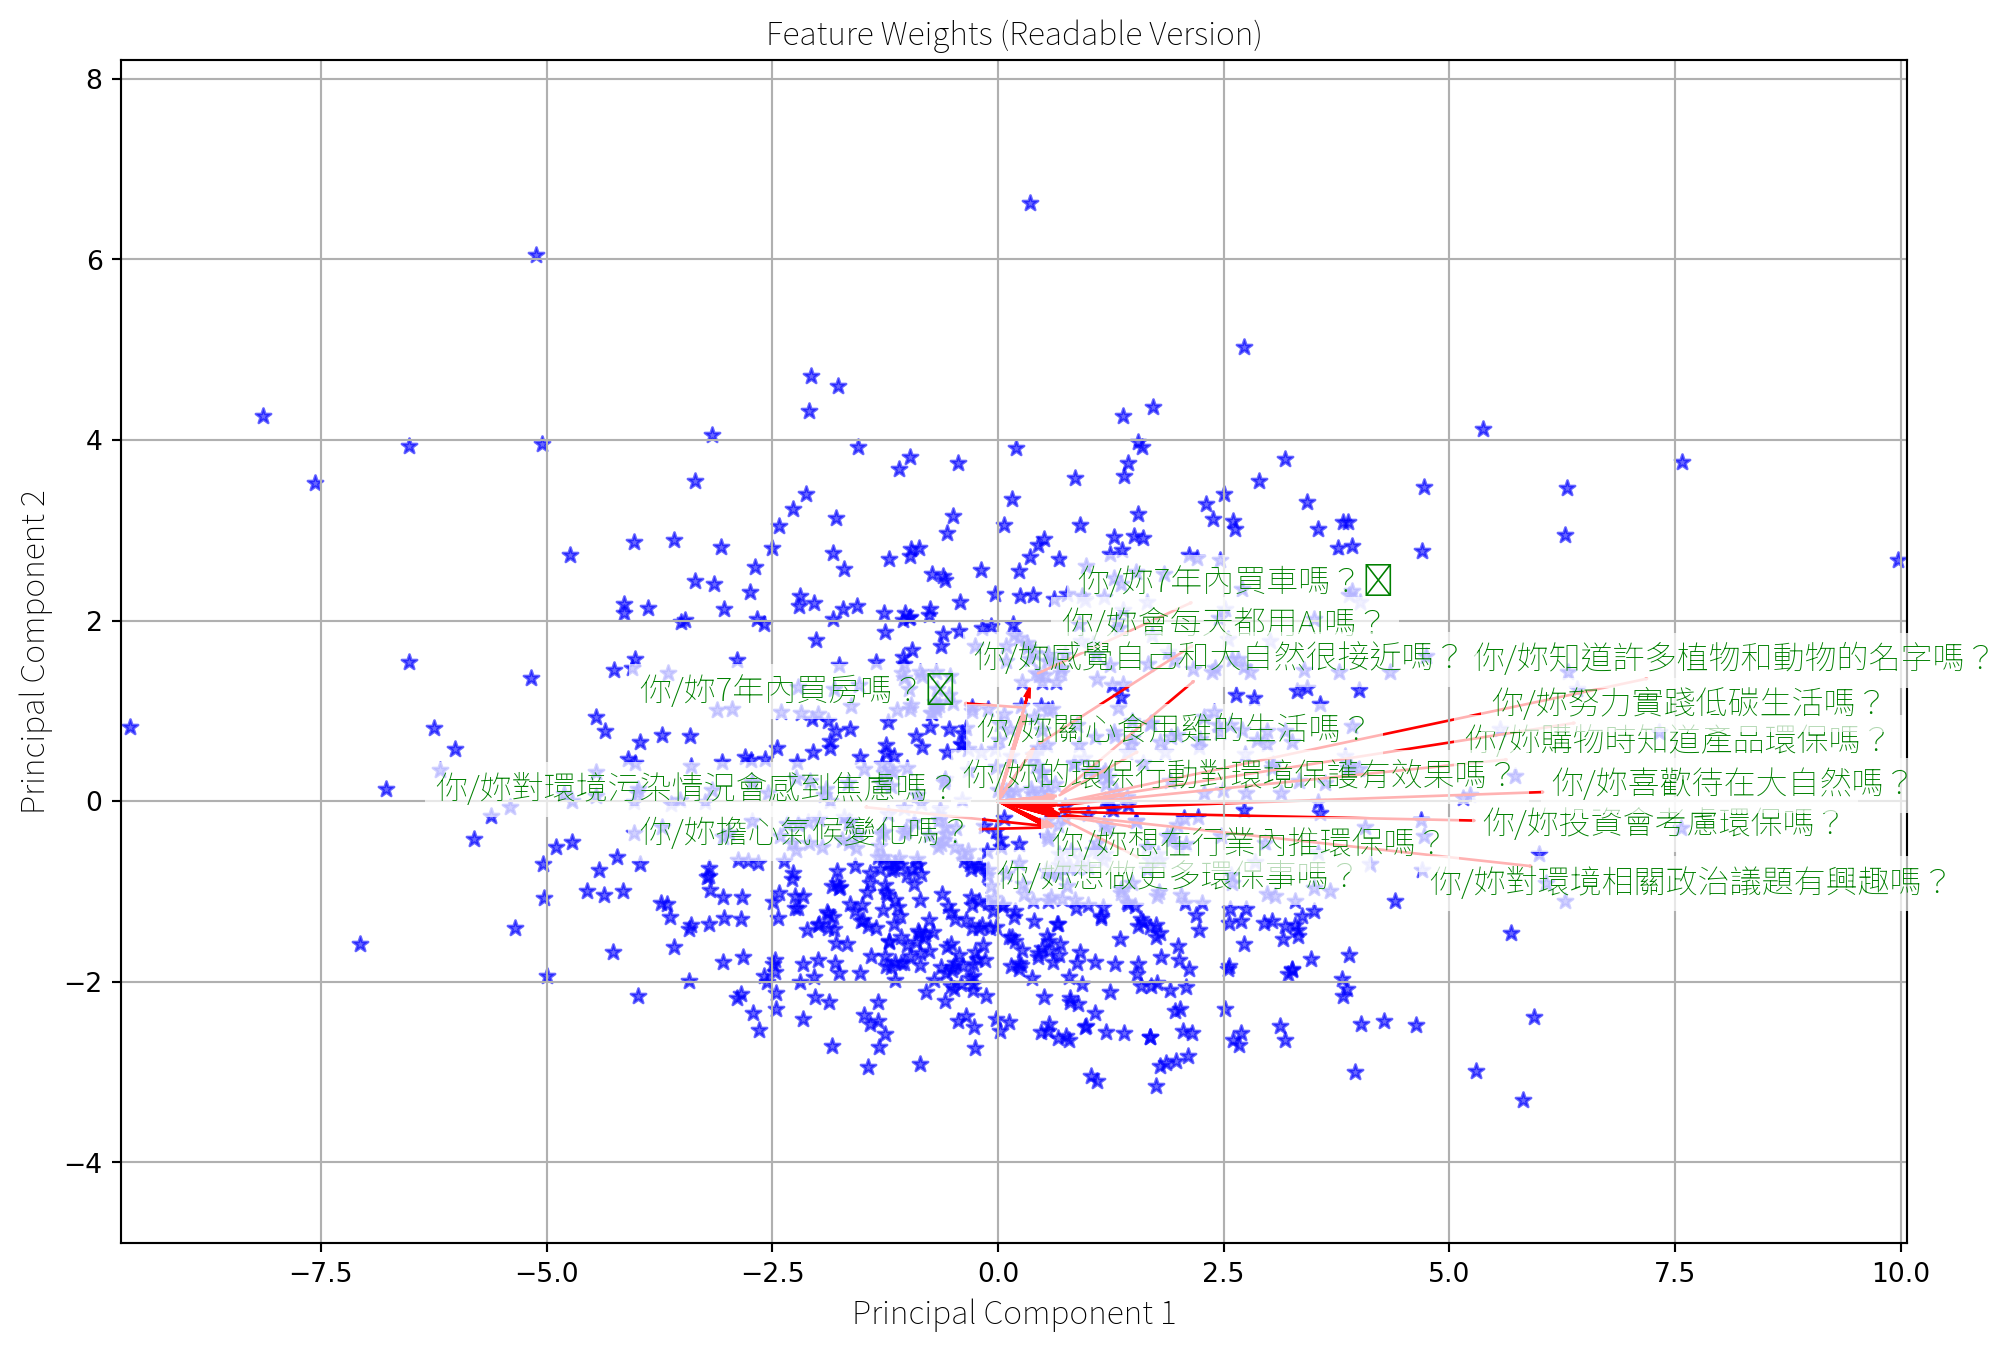 Feature Weights (Readable Version)
8
6
4
2
0
−2
−4
Principal Component 2
你/妳7年內買車嗎？
你/妳會每天都用AI嗎？
你/妳感覺自己和大自然很接近嗎？
你/妳知道許多植物和動物的名字嗎？
你/妳7年內買房嗎？
你/妳努力實踐低碳生活嗎？
你/妳關心食用雞的生活嗎？
你/妳購物時知道產品環保嗎？
你/妳的環保行動對環境保護有效果嗎？
你/妳喜歡待在大自然嗎？
你/妳對環境污染情況會感到焦慮嗎？
你/妳投資會考慮環保嗎？
你/妳擔心氣候變化嗎？
你/妳想在行業內推環保嗎？
你/妳想做更多環保事嗎？
你/妳對環境相關政治議題有興趣嗎？
−7.5
−5.0
−2.5
0.0
2.5
5.0
7.5
10.0
Principal Component 1